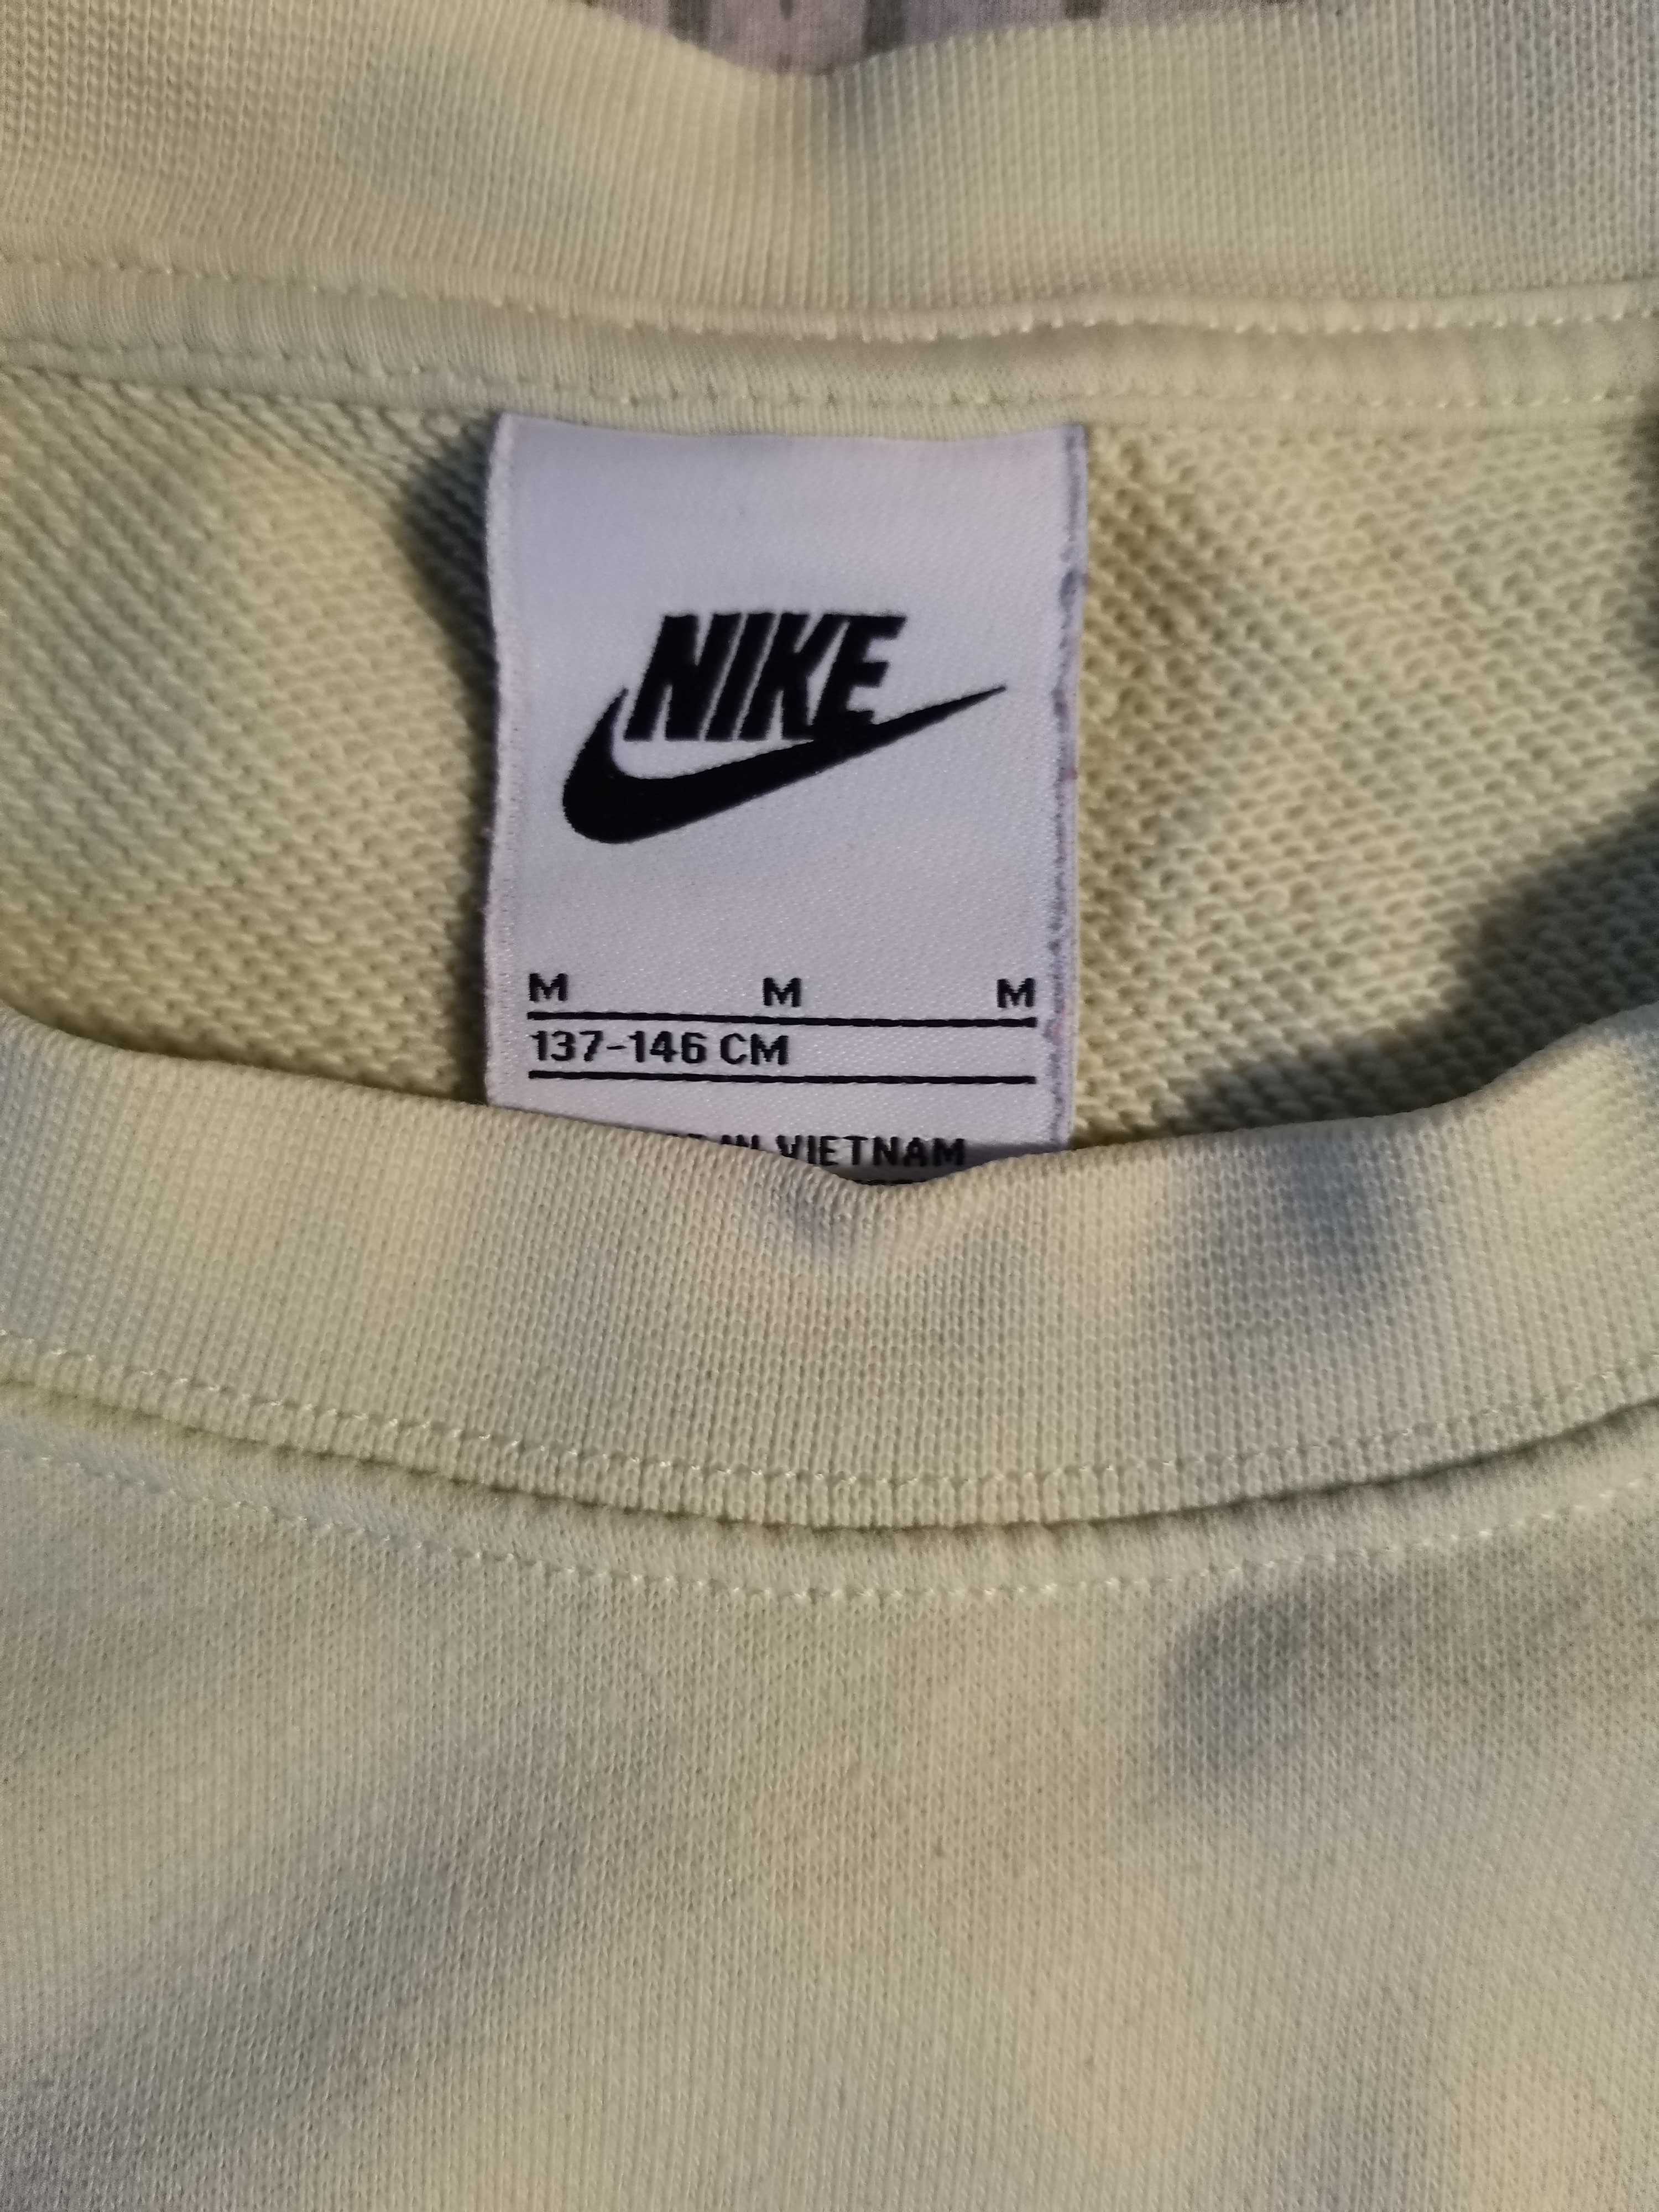 NIKE
M M M
137-146 CM
IN VIETNAM